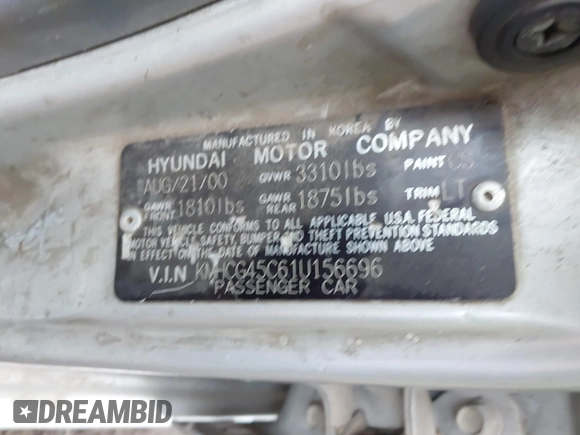 MANUFACTURED IN KOREA BY
HYUNDAI MOTOR COMPANY
AUG/21/00 GVWR 3310lbs PAINT
GAWR FRONT 1810lbs GAWR REAR 1875lbs TRIM LT
THIS VEHICLE CONFORMS TO ALL APPLICABLE U.S.A. FEDERAL
MOTOR VEHICLE SAFETY, BUMPER, AND THEFT PREVENTION STANDARDS
IN EFFECT ON THE DATE OF MANUFACTURE SHOWN ABOVE.
V.I.N KMHCG45C61U156696
PASSENGER CAR
DREAMBID